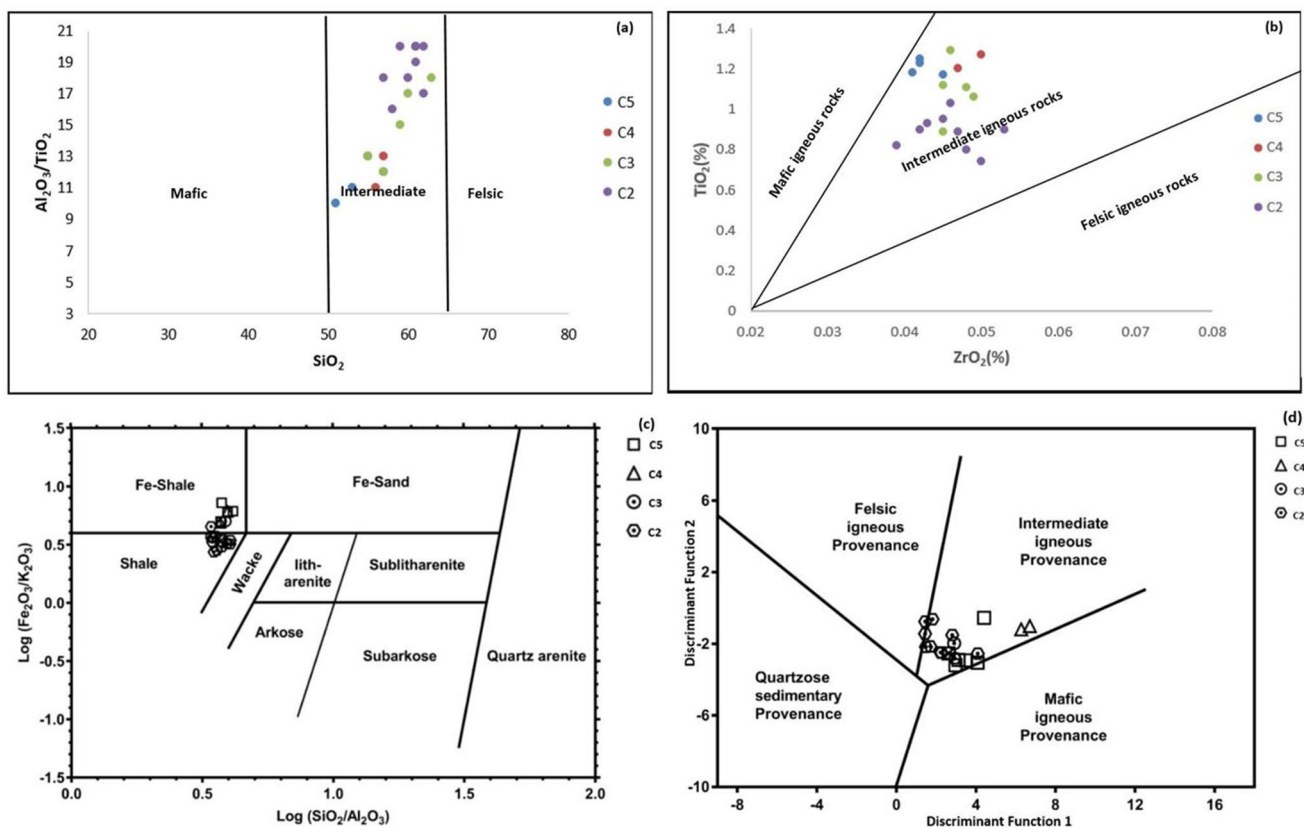 (a)
21
19
17
15
13
11
9
7
5
3
Al₂O₃/TiO₂
Mafic
Intermediate
Felsic
C5
C4
C3
C2
20
30
40
50
60
70
80
SiO₂
(b)
1.4
1.2
1
0.8
0.6
0.4
0.2
0
TiO₂(%)
Mafic igneous rocks
Intermediate igneous rocks
Felsic igneous rocks
C5
C4
C3
C2
0.02
0.03
0.04
0.05
0.06
0.07
0.08
ZrO₂(%)
(c)
1.5
1.0
0.5
0.0
-0.5
-1.0
-1.5
Log (Fe₂O₃/K₂O₃)
Fe-Shale
Fe-Sand
Shale
Wacke
lith-
arenite
Sublitharenite
Arkose
Subarkose
Quartz arenite
C5
C4
C3
C2
0.0
0.5
1.0
1.5
2.0
Log (SiO₂/Al₂O₃)
(d)
10
6
2
-2
-6
-10
Discriminant Function 2
Felsic
igneous
Provenance
Intermediate
igneous
Provenance
Quartzose
sedimentary
Provenance
Mafic
igneous
Provenance
C5
C4
C3
C2
-8
-4
0
4
8
12
16
Discriminant Function 1